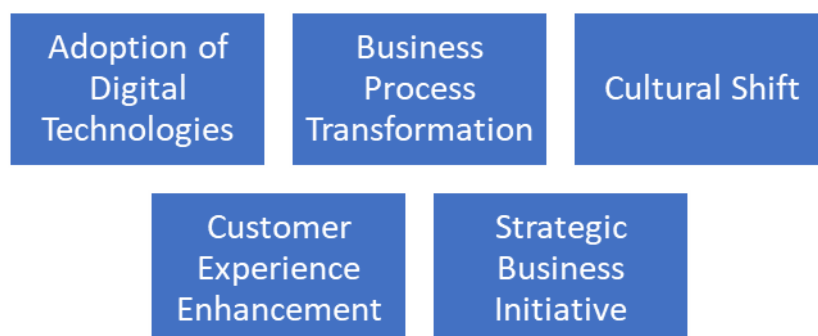 Adoption of
Digital
Technologies
Business
Process
Transformation
Cultural Shift
Customer
Experience
Enhancement
Strategic
Business
Initiative